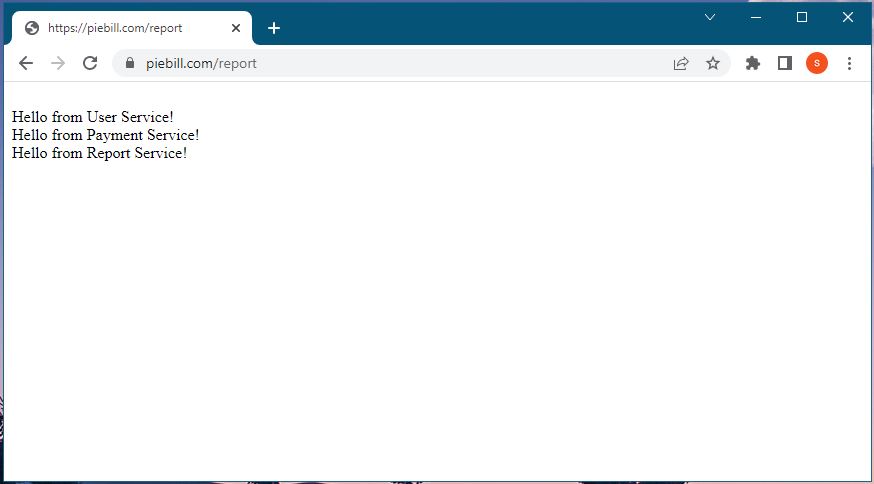 https://piebill.com/report
piebill.com/report
S
Hello from User Service!
Hello from Payment Service!
Hello from Report Service!